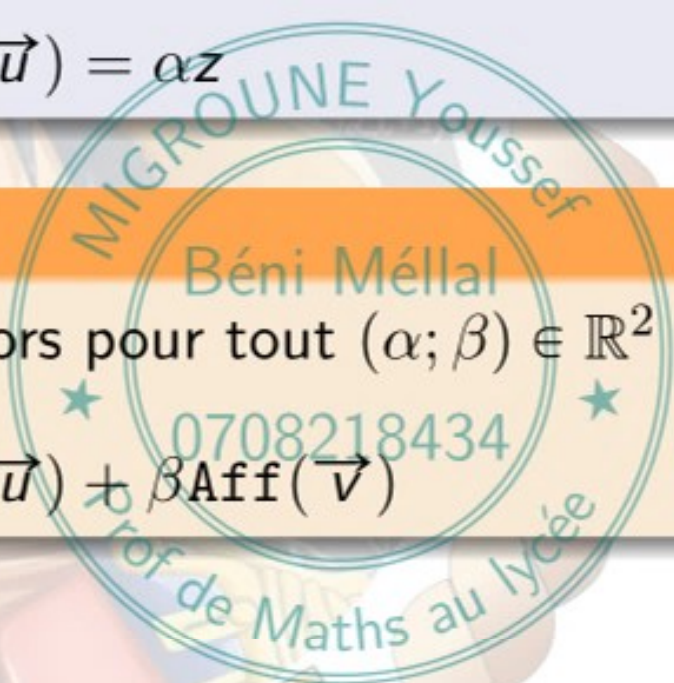 u⃗) = αz
MIGROUNE Youssef
Béni Méllal
ors pour tout (α; β) ∈ ℝ²
0708218434
u⃗) + βAff(v⃗)
Prof de Maths au lycée